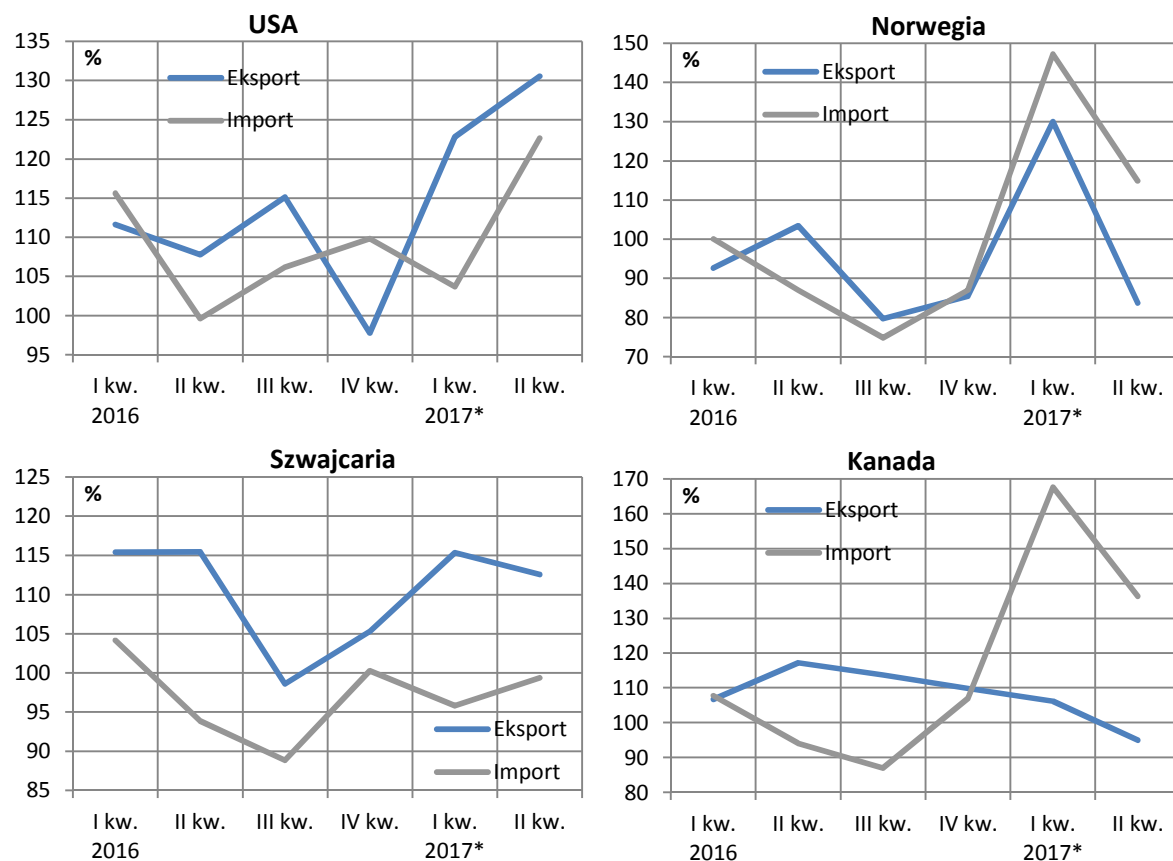 USA
135
130
125
120
115
110
105
100
95
%
Eksport
Import
I kw. II kw. III kw. IV kw. I kw. II kw.
2016 2017*
Norwegia
150
140
130
120
110
100
90
80
70
%
Eksport
Import
I kw. II kw. III kw. IV kw. I kw. II kw.
2016 2017*
Szwajcaria
125
120
115
110
105
100
95
90
85
%
Eksport
Import
I kw. II kw. III kw. IV kw. I kw. II kw.
2016 2017*
Kanada
170
160
150
140
130
120
110
100
90
80
%
Eksport
Import
I kw. II kw. III kw. IV kw. I kw. II kw.
2016 2017*